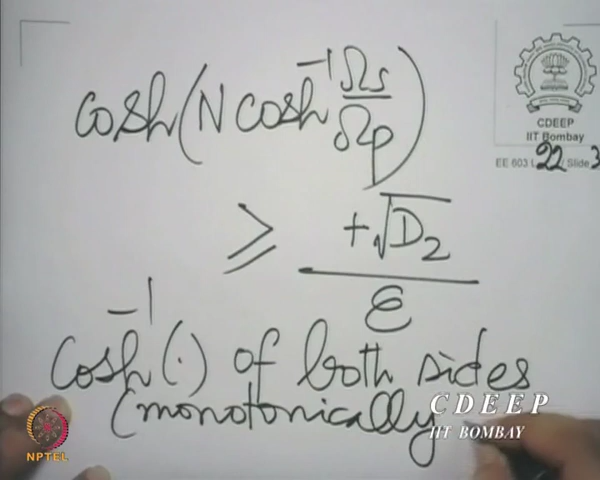 cosh(N cosh⁻¹ Ωs/Ωp)
≥ +√D₂/ε
cosh⁻¹(·) of both sides
(monotonically
CDEEP
IIT Bombay
EE 603 L 22 / Slide 3
CDEEP
IIT BOMBAY
NPTEL